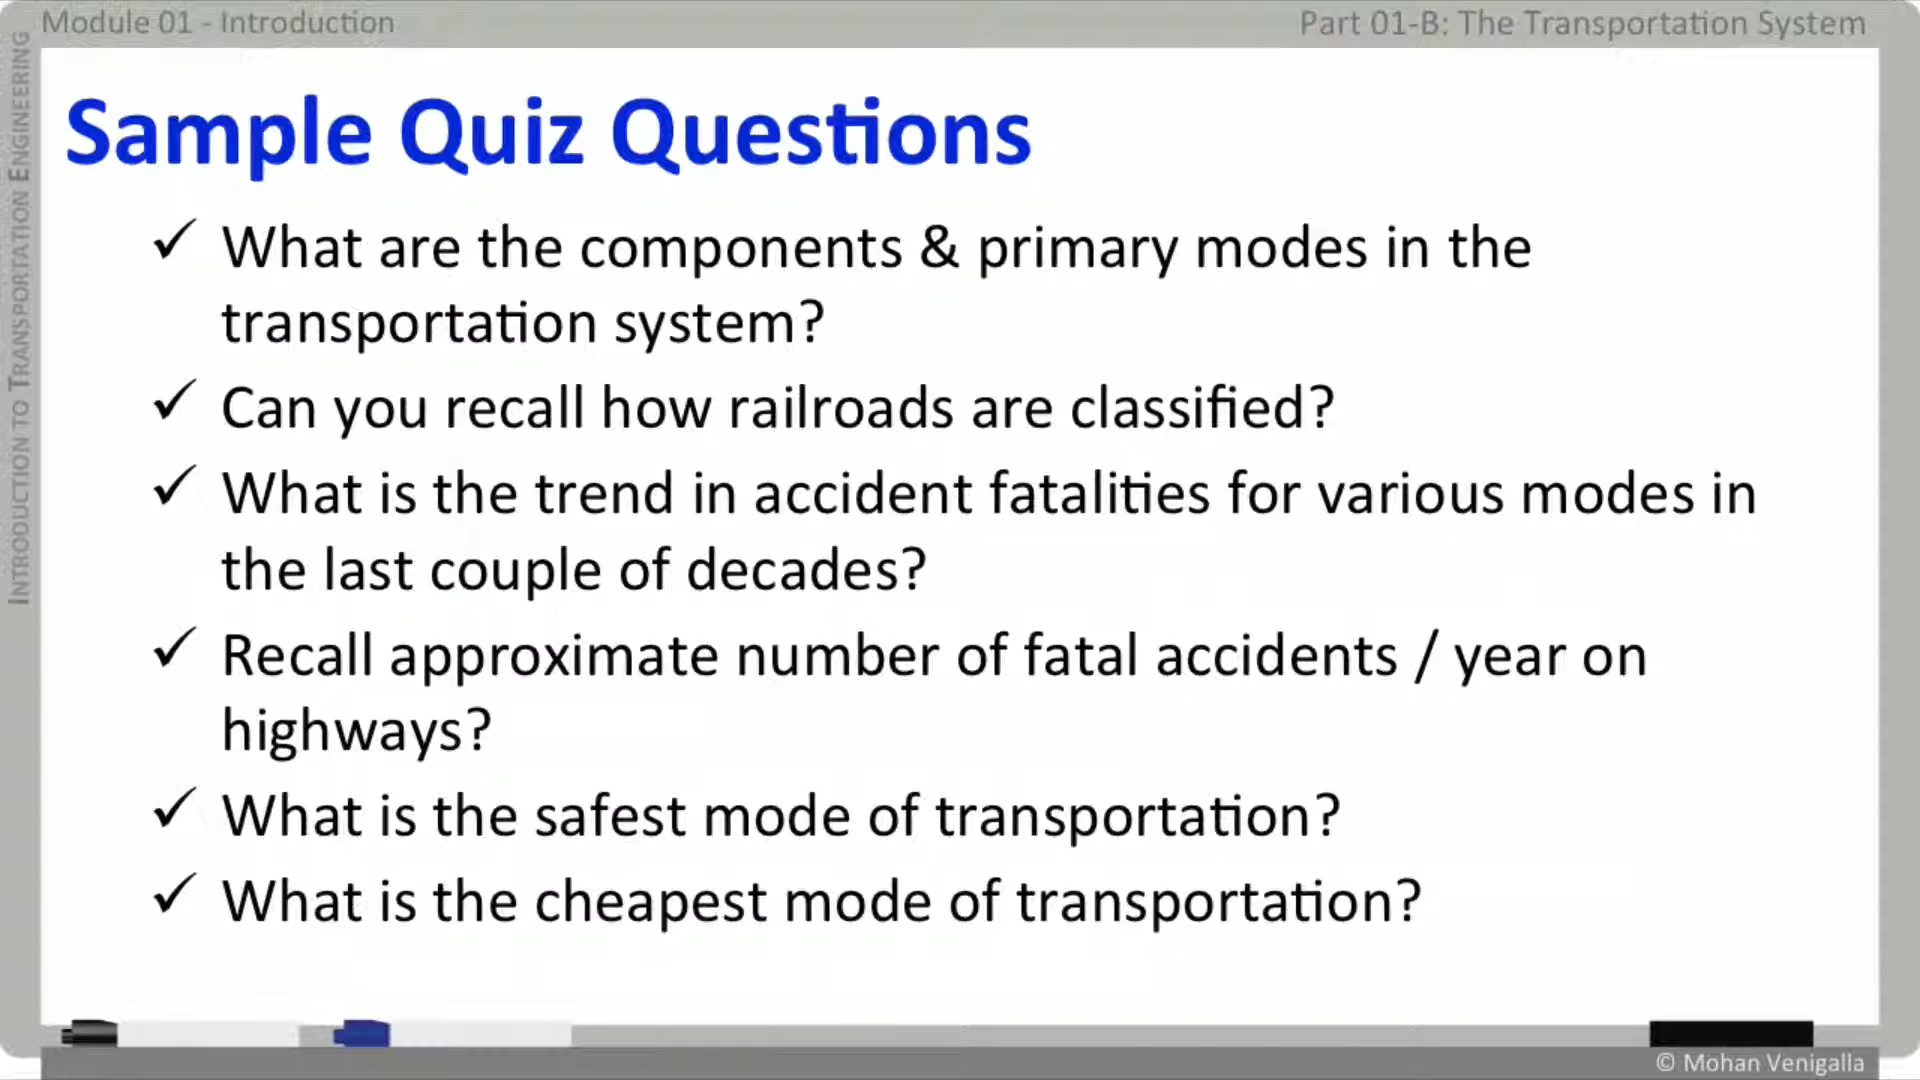 Module 01 - Introduction
Part 01-B: The Transportation System
INTRODUCTION TO TRANSPORTATION ENGINEERING
Sample Quiz Questions
✓ What are the components & primary modes in the
transportation system?
✓ Can you recall how railroads are classified?
✓ What is the trend in accident fatalities for various modes in
the last couple of decades?
✓ Recall approximate number of fatal accidents / year on
highways?
✓ What is the safest mode of transportation?
✓ What is the cheapest mode of transportation?
© Mohan Venigalla